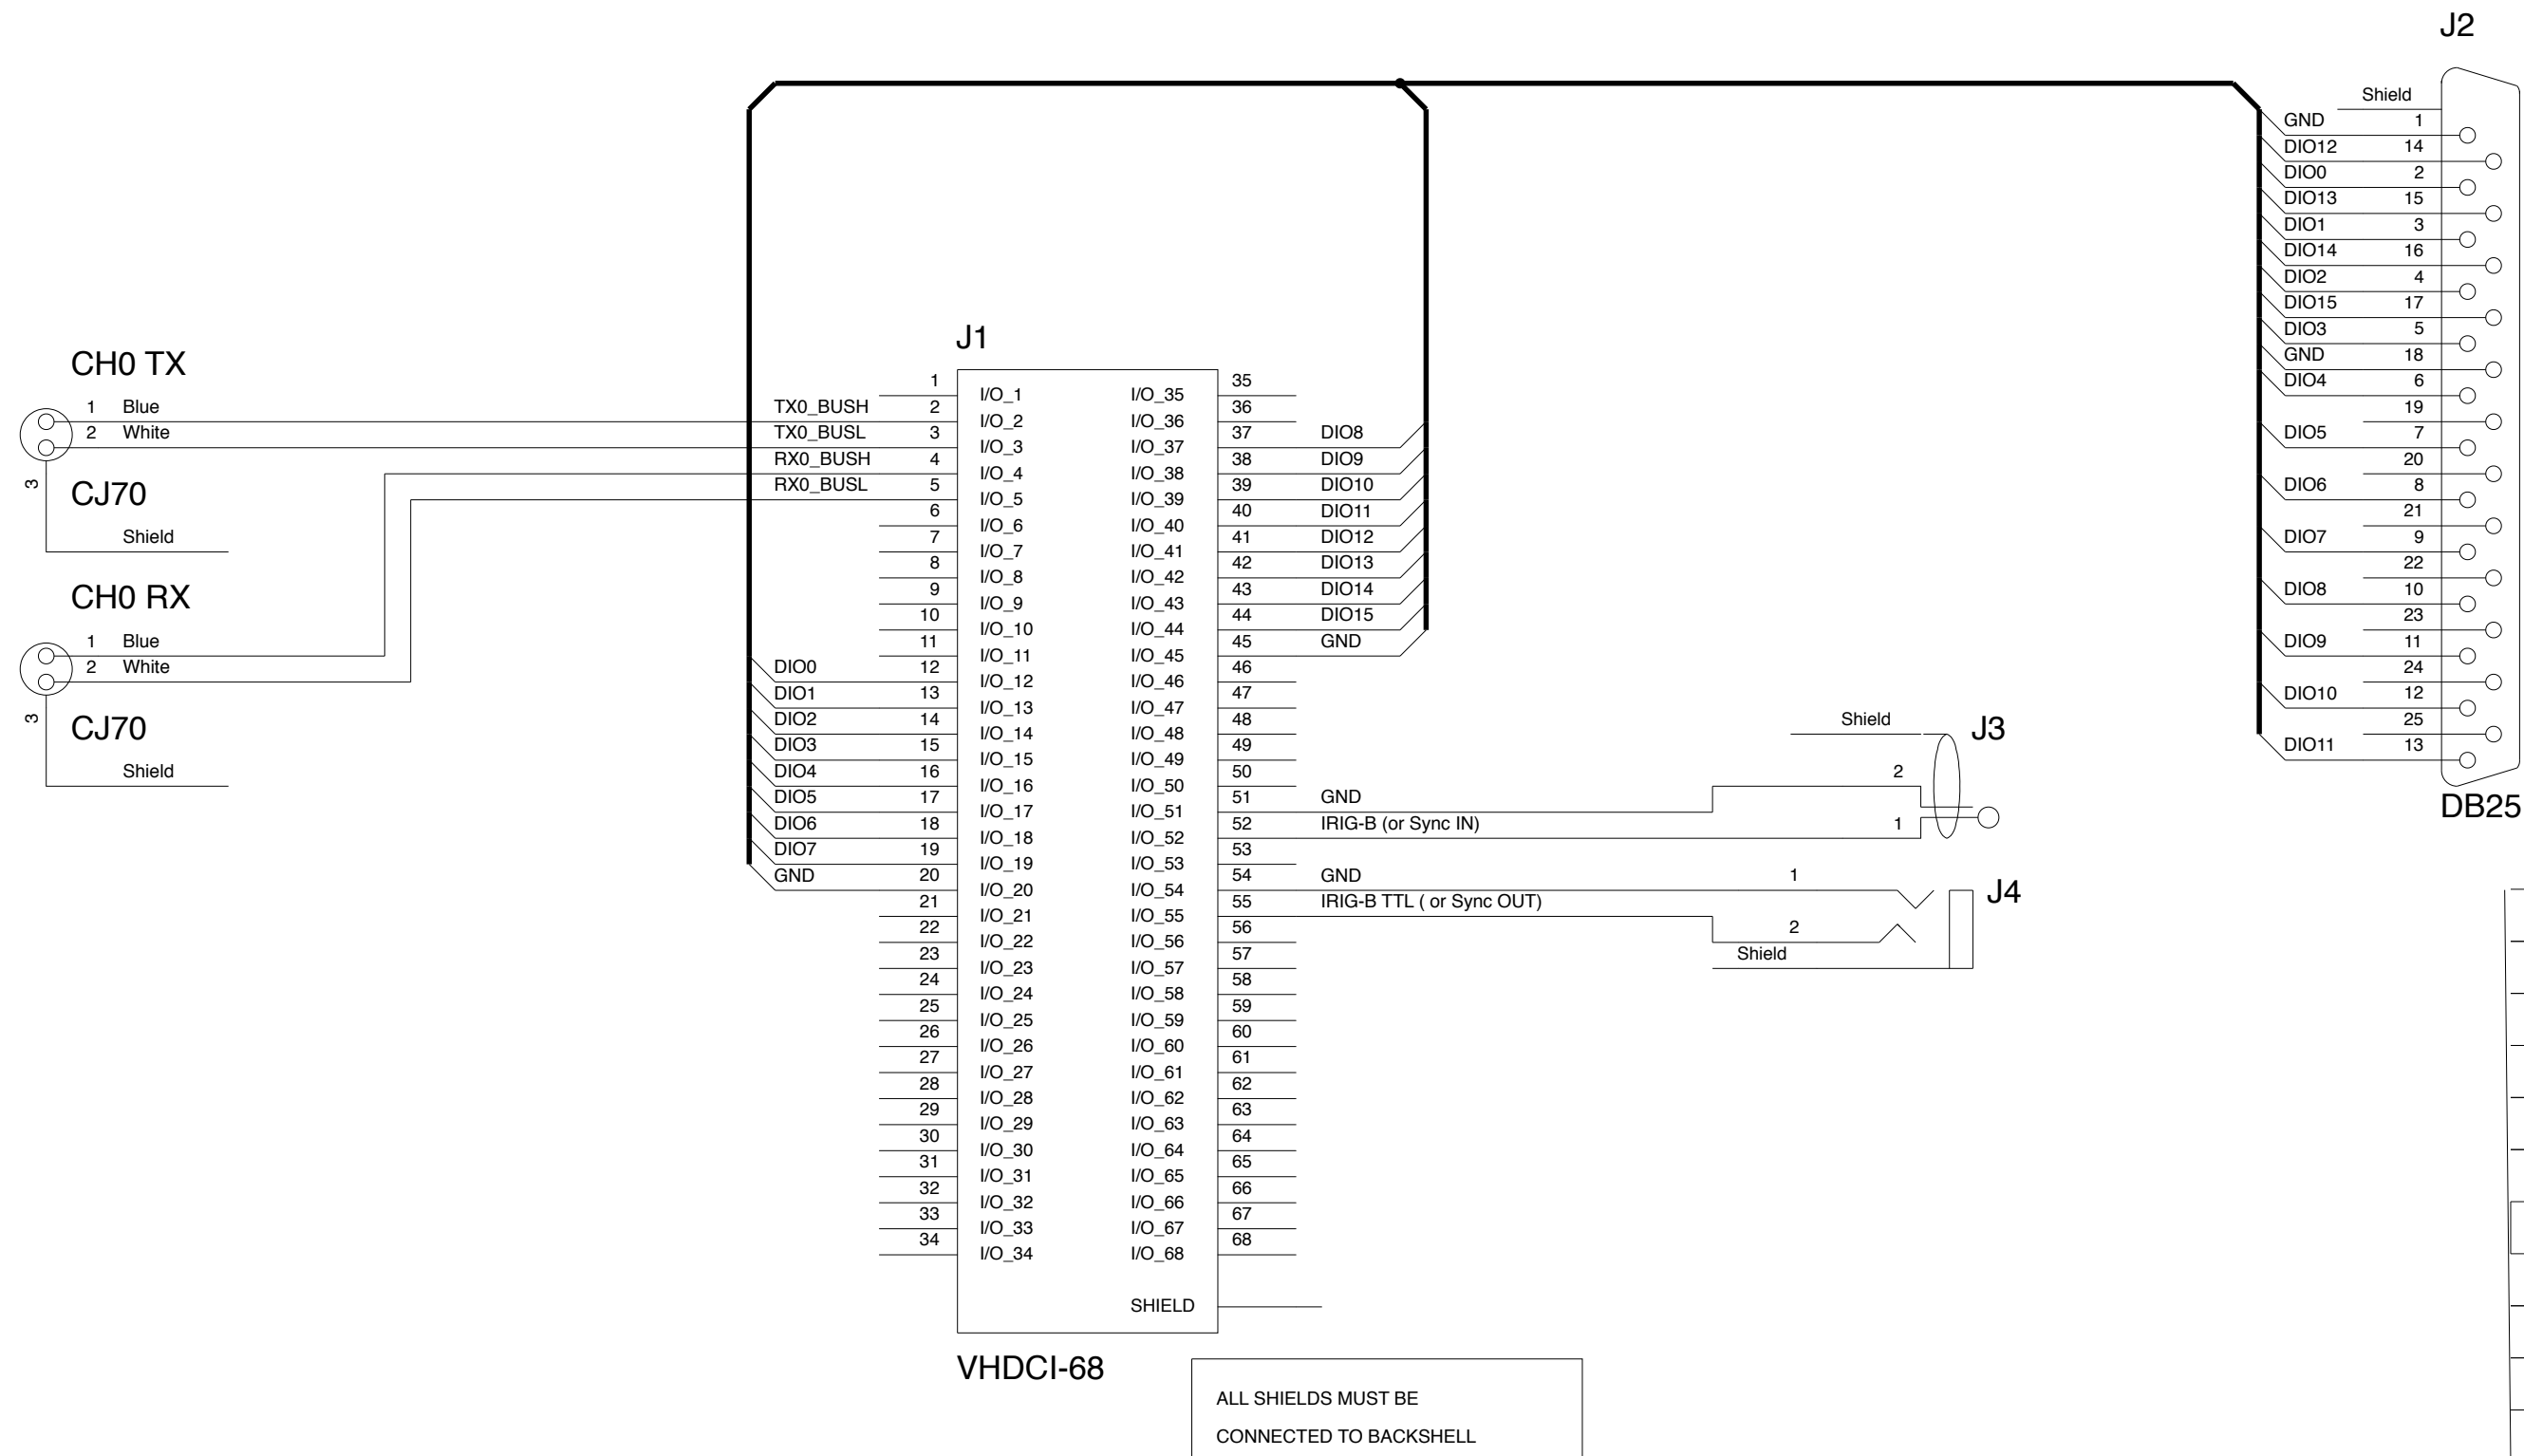 J2
Shield
GND 1
DIO12 14
DIO0 2
DIO13 15
DIO1 3
DIO14 16
DIO2 4
DIO15 17
DIO3 5
GND 18
DIO4 6
19
DIO5 7
20
DIO6 8
21
DIO7 9
22
DIO8 10
23
DIO9 11
24
DIO10 12
25
DIO11 13
DB25
CH0 TX
1 Blue
2 White
3
CJ70
Shield
CH0 RX
1 Blue
2 White
3
CJ70
Shield
J1
1 I/O_1 I/O_35 35
TX0_BUSH 2 I/O_2 I/O_36 36
TX0_BUSL 3 I/O_3 I/O_37 37 DIO8
RX0_BUSH 4 I/O_4 I/O_38 38 DIO9
RX0_BUSL 5 I/O_5 I/O_39 39 DIO10
6 I/O_6 I/O_40 40 DIO11
7 I/O_7 I/O_41 41 DIO12
8 I/O_8 I/O_42 42 DIO13
9 I/O_9 I/O_43 43 DIO14
10 I/O_10 I/O_44 44 DIO15
11 I/O_11 I/O_45 45 GND
DIO0 12 I/O_12 I/O_46 46
DIO1 13 I/O_13 I/O_47 47
DIO2 14 I/O_14 I/O_48 48
DIO3 15 I/O_15 I/O_49 49
DIO4 16 I/O_16 I/O_50 50
DIO5 17 I/O_17 I/O_51 51 GND
DIO6 18 I/O_18 I/O_52 52 IRIG-B (or Sync IN)
DIO7 19 I/O_19 I/O_53 53
GND 20 I/O_20 I/O_54 54 GND
21 I/O_21 I/O_55 55 IRIG-B TTL ( or Sync OUT)
22 I/O_22 I/O_56 56
23 I/O_23 I/O_57 57
24 I/O_24 I/O_58 58
25 I/O_25 I/O_59 59
26 I/O_26 I/O_60 60
27 I/O_27 I/O_61 61
28 I/O_28 I/O_62 62
29 I/O_29 I/O_63 63
30 I/O_30 I/O_64 64
31 I/O_31 I/O_65 65
32 I/O_32 I/O_66 66
33 I/O_33 I/O_67 67
34 I/O_34 I/O_68 68
SHIELD
VHDCI-68
Shield
J3
2
1
1
J4
2
Shield
ALL SHIELDS MUST BE
CONNECTED TO BACKSHELL